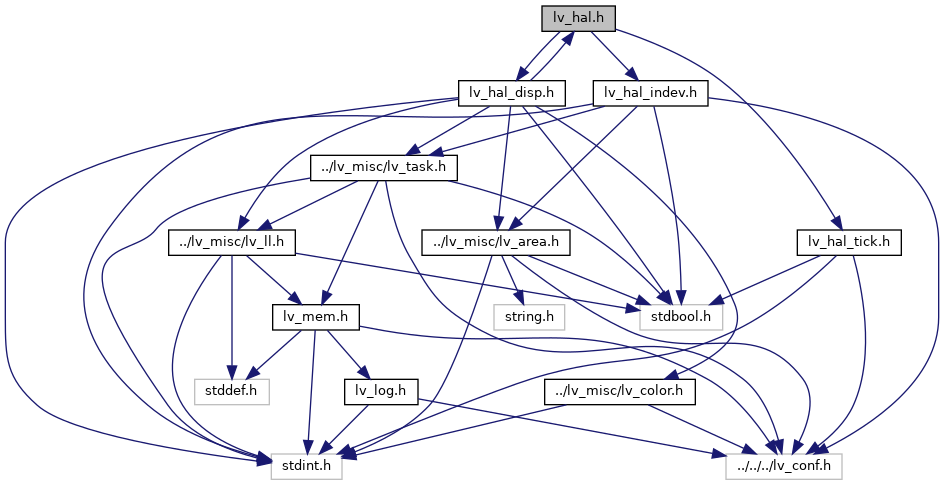 lv_hal.h
lv_hal_disp.h
lv_hal_indev.h
../lv_misc/lv_task.h
../lv_misc/lv_ll.h
../lv_misc/lv_area.h
lv_hal_tick.h
lv_mem.h
string.h
stdbool.h
stddef.h
lv_log.h
../lv_misc/lv_color.h
stdint.h
../../../lv_conf.h